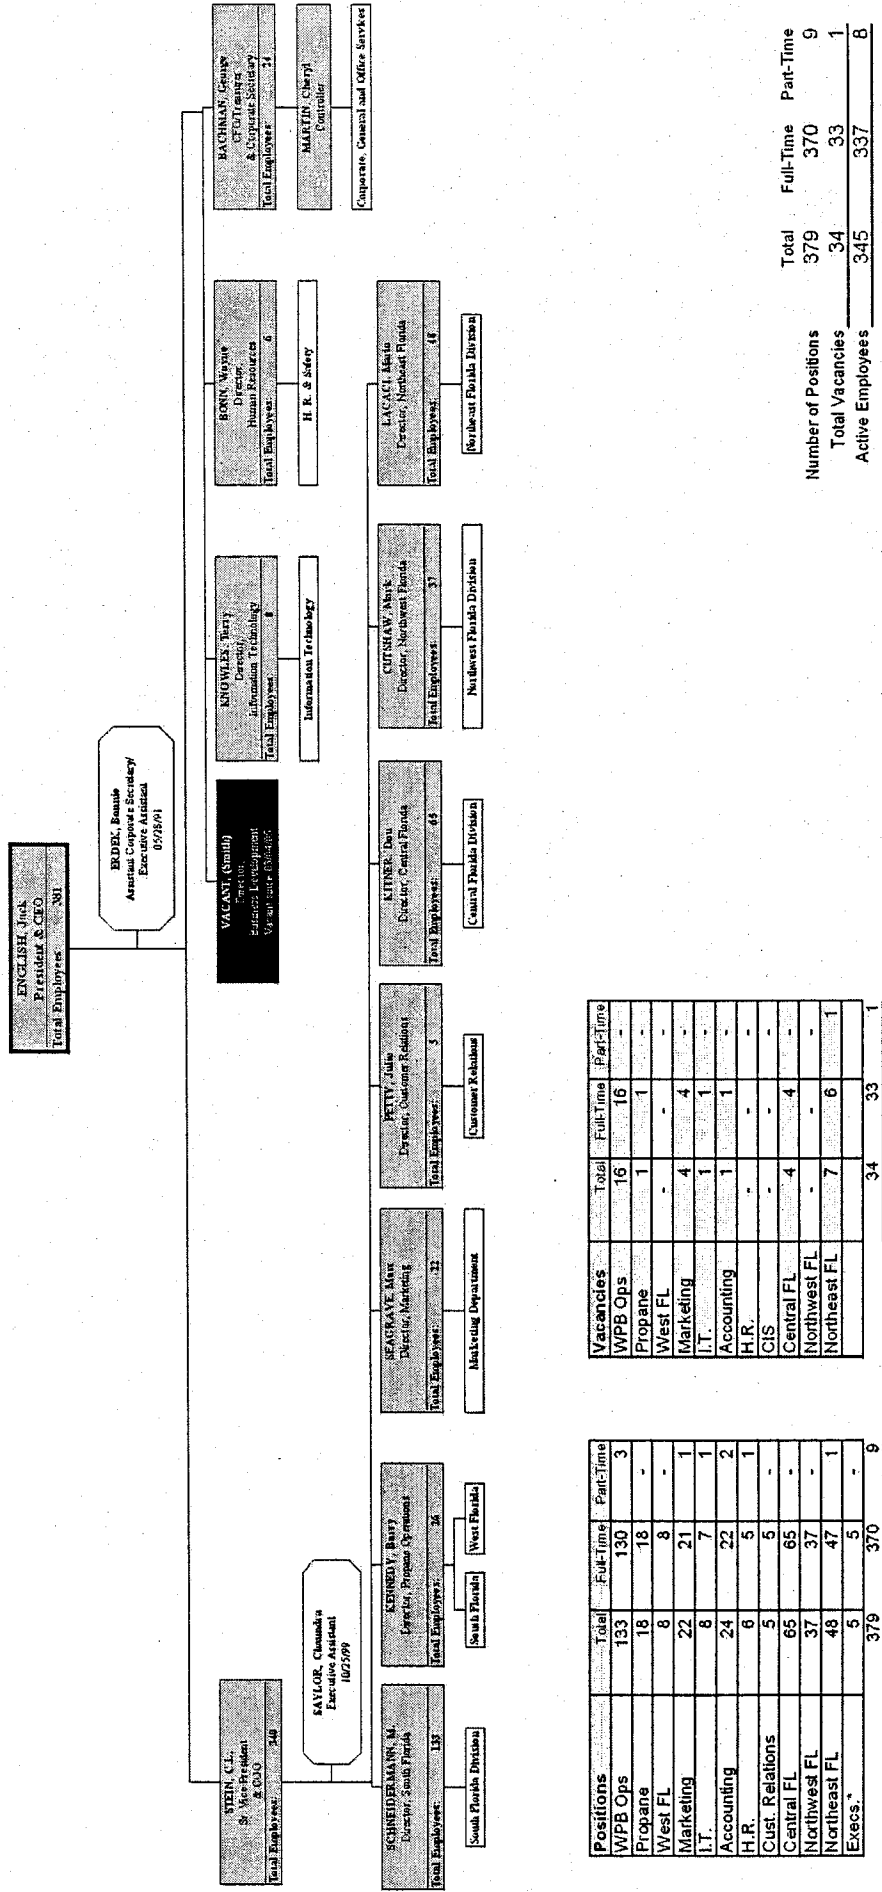 ENGLISH, Jack
President & CEO
Total Employees: 381
ERDEK, Bonnie
Assistant Corporate Secretary/
Executive Assistant
05/28/91
STEIN, C.L.
Sr. Vice President
& COO
Total Employees: 340
SAYLOR, Chaundra
Executive Assistant
10/25/99
VACANT, (Smith)
Director,
Business Development
Vacant since
KNOWLES, Terry
Director,
Information Technology
Total Employees: 8
Information Technology
BONN, Wayne
Director,
Human Resources
Total Employees: 6
H. R. & Safety
BACHMAN, George
CFO/Treasurer
& Corporate Secretary
Total Employees: 24
MARTIN, Cheryl
Controller
Corporate, General and Office Services
SCHNEIDERMANN, M.
Director, South Florida
Total Employees: 133
South Florida Division
KENNEDY, Barry
Director, Propane Operations
Total Employees: 26
South Florida
West Florida
SEAGRAVE, Marc
Director, Marketing
Total Employees: 22
Marketing Department
PETTY, Julie
Director, Customer Relations
Total Employees: 5
Customer Relations
KITNER, Don
Director, Central Florida
Total Employees: 65
Central Florida Division
CUTSHAW, Mark
Director, Northwest Florida
Total Employees: 37
Northwest Florida Division
LACACI, Mario
Director, Northeast Florida
Total Employees: 48
Northeast Florida Division
Positions Total Full-Time Part-Time
WPB Ops 133 130 3
Propane 18 18 -
West FL 8 8 -
Marketing 22 21 1
I.T. 8 7 1
Accounting 24 22 2
H.R. 6 5 1
Cust. Relations 5 5 -
Central FL 65 65 -
Northwest FL 37 37 -
Northeast FL 48 47 1
Execs.* 5 5 -
379 370 9
Vacancies Total Full-Time Part-Time
WPB Ops 16 16 -
Propane 1 1 -
West FL - - -
Marketing 4 4 -
I.T. 1 1 -
Accounting 1 1 -
H.R. - - -
CIS - - -
Central FL 4 4 -
Northwest FL - - -
Northeast FL 7 6 1
34 33 1
Total Full-Time Part-Time
Number of Positions 379 370 9
Total Vacancies 34 33 1
Active Employees 345 337 8